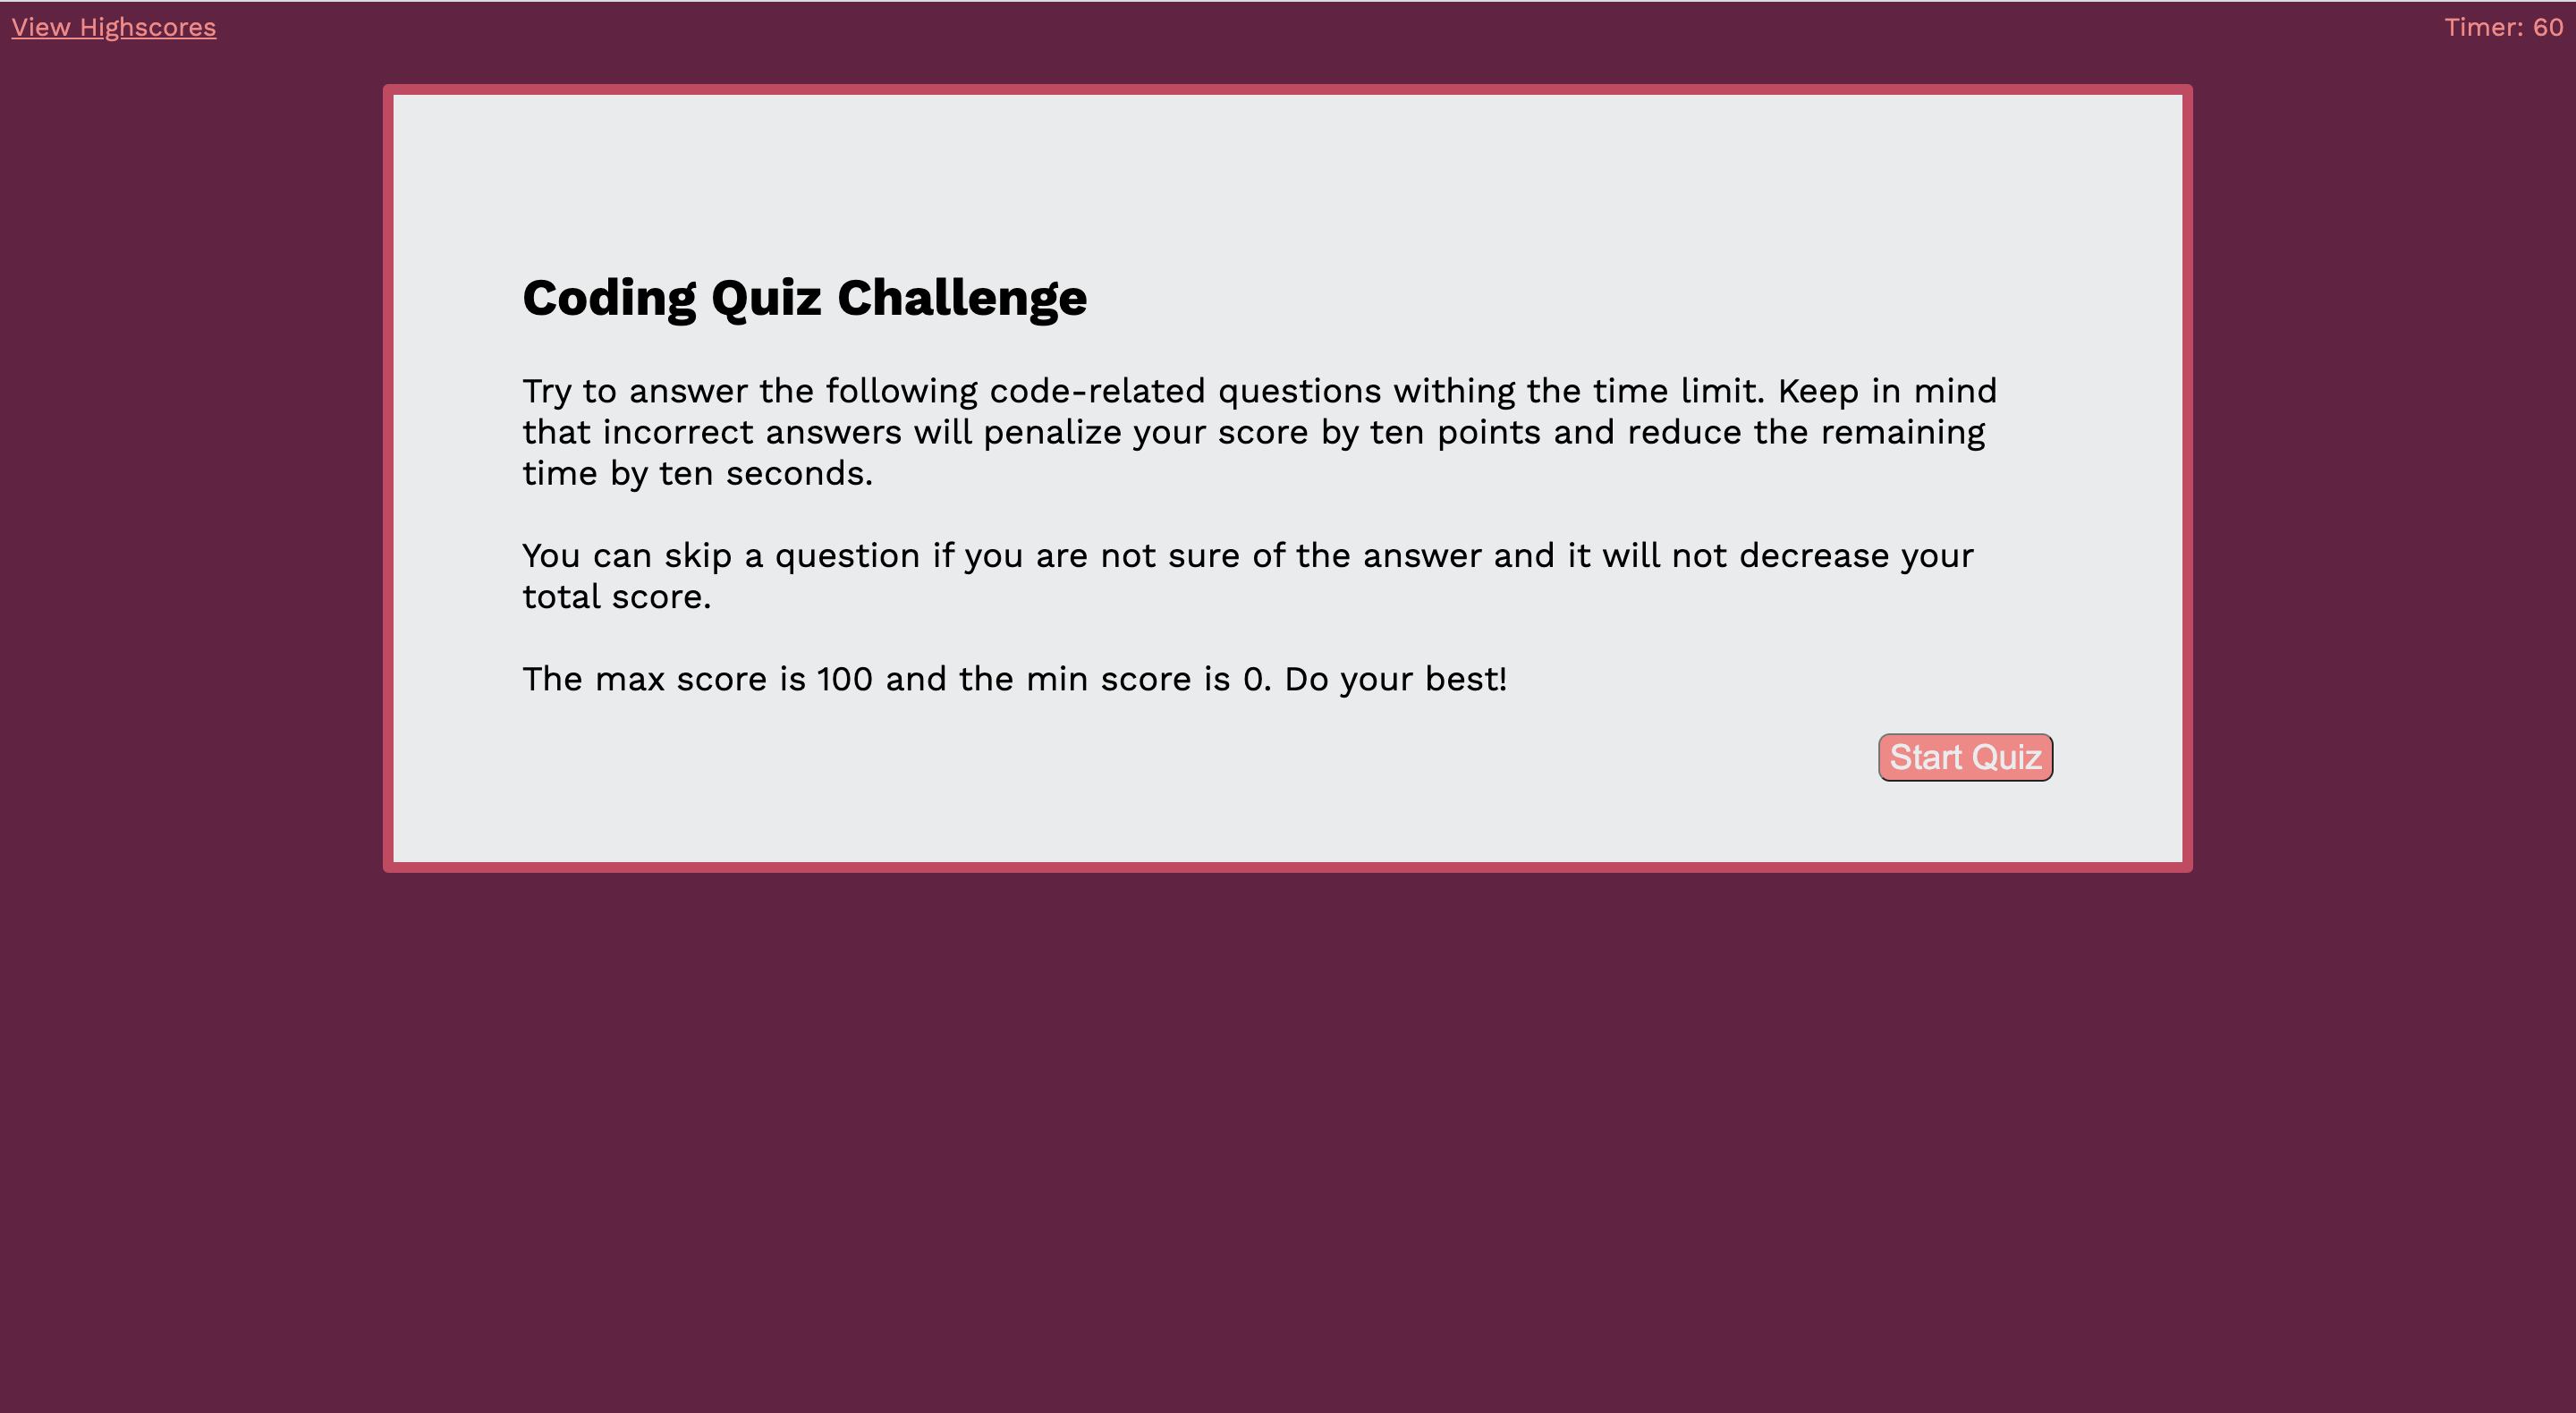 View Highscores
Timer: 60
Coding Quiz Challenge
Try to answer the following code-related questions withing the time limit. Keep in mind
that incorrect answers will penalize your score by ten points and reduce the remaining
time by ten seconds.
You can skip a question if you are not sure of the answer and it will not decrease your
total score.
The max score is 100 and the min score is 0. Do your best!
Start Quiz